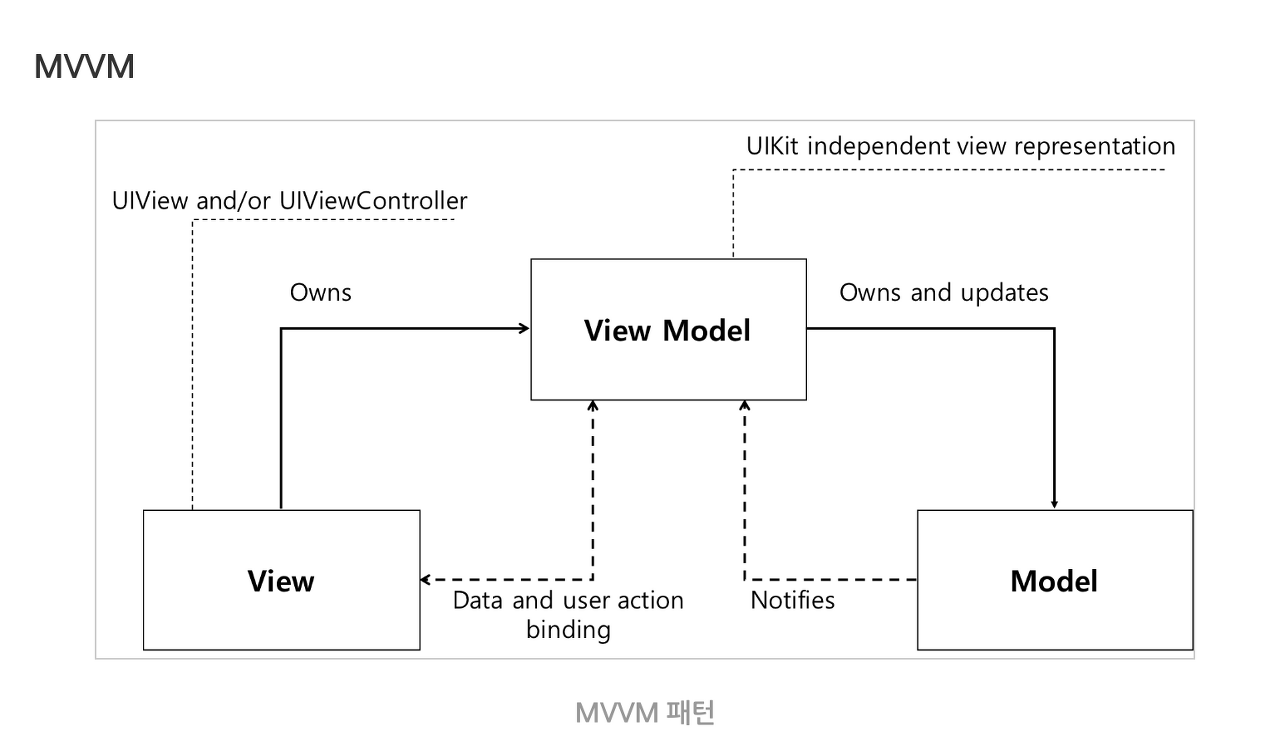 MVVM
UIKit independent view representation
UIView and/or UIViewController
Owns
Owns and updates
View Model
View
Model
Data and user action
binding
Notifies
MVVM 패턴